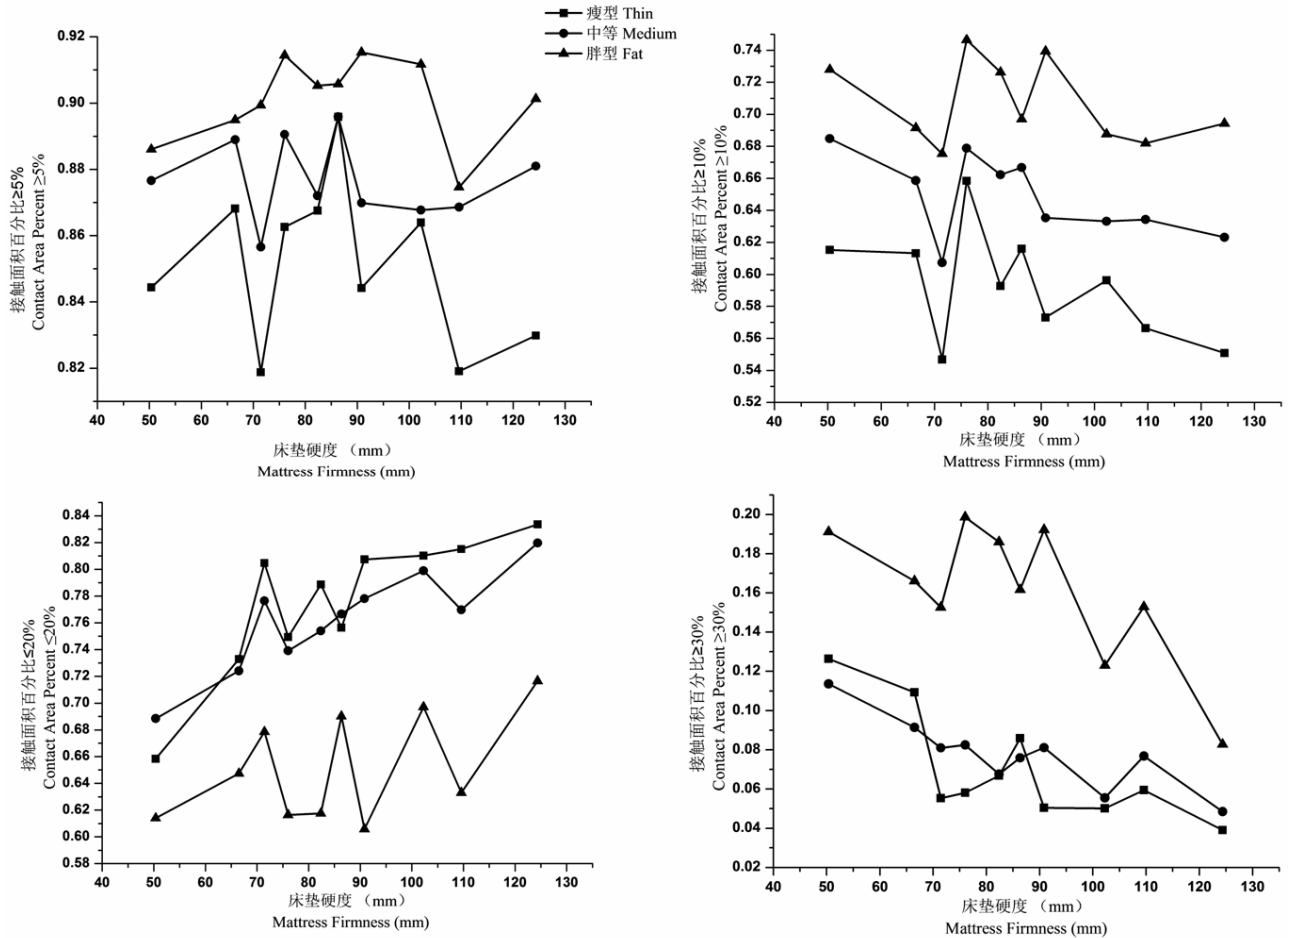 瘦型 Thin
中等 Medium
胖型 Fat
接触面积百分比≥5%
Contact Area Percent ≥5%
0.92
0.90
0.88
0.86
0.84
0.82
40 50 60 70 80 90 100 110 120 130
床垫硬度 （mm）
Mattress Firmness (mm)
接触面积百分比≥10%
Contact Area Percent ≥10%
0.74
0.72
0.70
0.68
0.66
0.64
0.62
0.60
0.58
0.56
0.54
0.52
40 50 60 70 80 90 100 110 120 130
床垫硬度 （mm）
Mattress Firmness (mm)
接触面积百分比≤20%
Contact Area Percent ≤20%
0.84
0.82
0.80
0.78
0.76
0.74
0.72
0.70
0.68
0.66
0.64
0.62
0.60
0.58
40 50 60 70 80 90 100 110 120 130
床垫硬度 （mm）
Mattress Firmness (mm)
接触面积百分比≥30%
Contact Area Percent ≥30%
0.20
0.18
0.16
0.14
0.12
0.10
0.08
0.06
0.04
0.02
40 50 60 70 80 90 100 110 120 130
床垫硬度 （mm）
Mattress Firmness (mm)